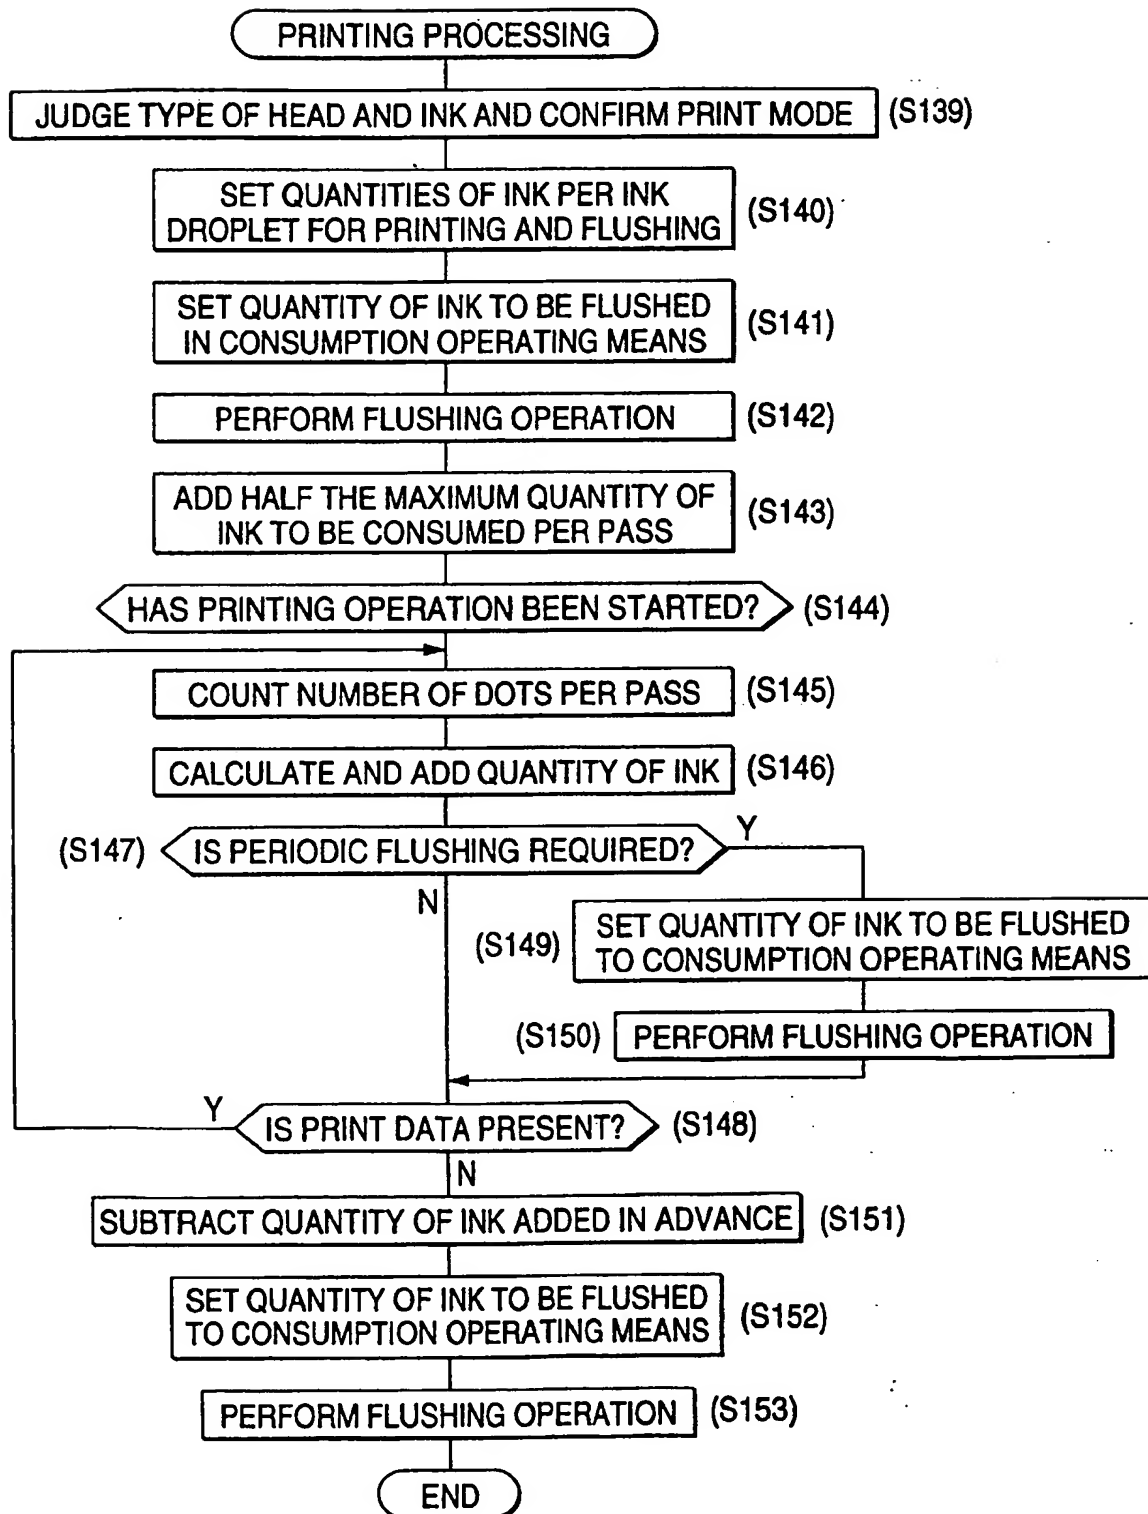 PRINTING PROCESSING
JUDGE TYPE OF HEAD AND INK AND CONFIRM PRINT MODE (S139)
SET QUANTITIES OF INK PER INK
DROPLET FOR PRINTING AND FLUSHING
(S140)
SET QUANTITY OF INK TO BE FLUSHED
IN CONSUMPTION OPERATING MEANS
(S141)
PERFORM FLUSHING OPERATION (S142)
ADD HALF THE MAXIMUM QUANTITY OF
INK TO BE CONSUMED PER PASS
(S143)
HAS PRINTING OPERATION BEEN STARTED? (S144)
COUNT NUMBER OF DOTS PER PASS (S145)
CALCULATE AND ADD QUANTITY OF INK (S146)
(S147) IS PERIODIC FLUSHING REQUIRED? Y
N
(S149)
SET QUANTITY OF INK TO BE FLUSHED
TO CONSUMPTION OPERATING MEANS
(S150) PERFORM FLUSHING OPERATION
Y IS PRINT DATA PRESENT? (S148)
N
SUBTRACT QUANTITY OF INK ADDED IN ADVANCE (S151)
SET QUANTITY OF INK TO BE FLUSHED
TO CONSUMPTION OPERATING MEANS
(S152)
PERFORM FLUSHING OPERATION (S153)
END